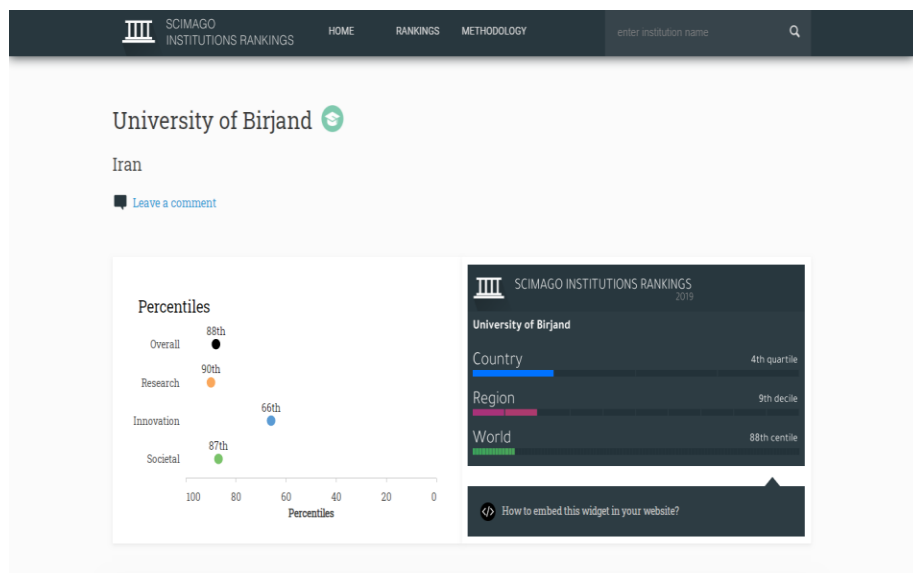 SCIMAGO
INSTITUTIONS RANKINGS
HOME RANKINGS METHODOLOGY
enter institution name
University of Birjand
Iran
Leave a comment
Percentiles
88th
Overall
90th
Research
66th
Innovation
87th
Societal
100 80 60 40 20 0
Percentiles
SCIMAGO INSTITUTIONS RANKINGS
2019
University of Birjand
Country 4th quartile
Region 9th decile
World 88th centile
</> How to embed this widget in your website?